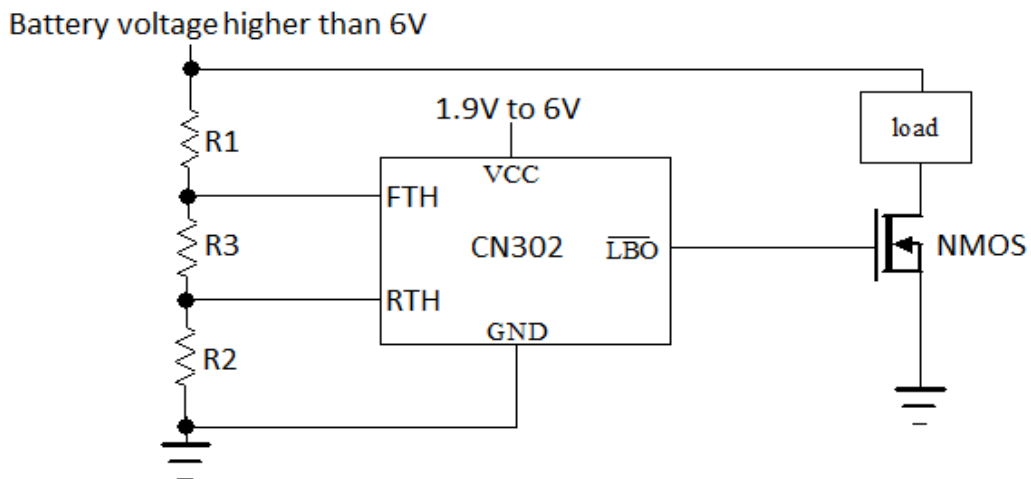 Battery voltage higher than 6V
1.9V to 6V
load
R1
VCC
FTH
R3
CN302
LBO
NMOS
RTH
GND
R2